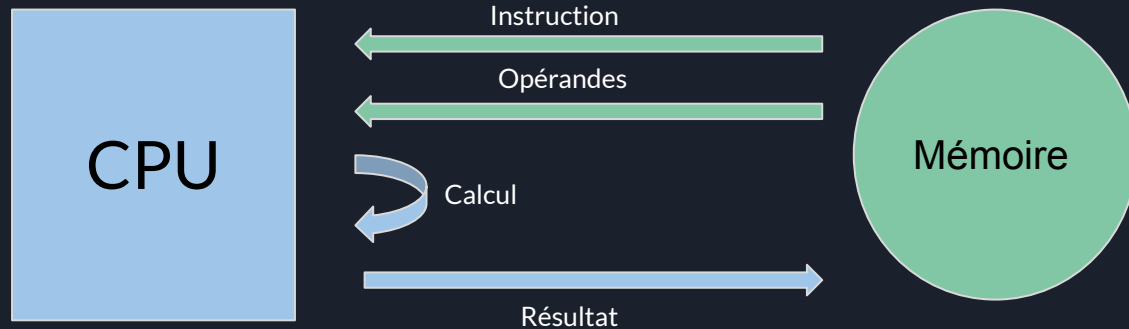 Instruction
Opérandes
CPU
Mémoire
Calcul
Résultat